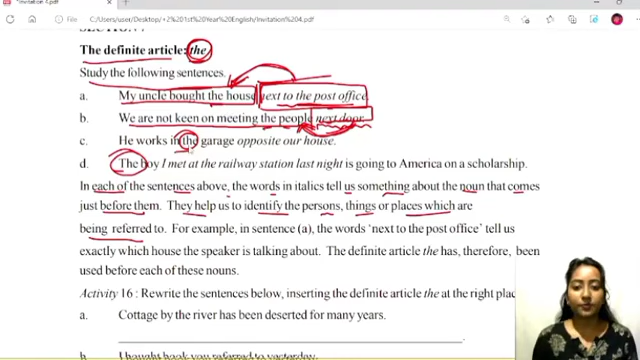 Invitation 4.pdf
C:/Users/user/Desktop/+2%201st%20Year%20English/Invitation%204.pdf
The definite article: the
Study the following sentences.
a. My uncle bought the house next to the post office.
b. We are not keen on meeting the people next door.
c. He works in the garage opposite our house.
d. The boy I met at the railway station last night is going to America on a scholarship.
In each of the sentences above, the words in italics tell us something about the noun that comes
just before them. They help us to identify the persons, things or places which are
being referred to. For example, in sentence (a), the words 'next to the post office' tell us
exactly which house the speaker is talking about. The definite article the has, therefore, been
used before each of these nouns.
Activity 16 : Rewrite the sentences below, inserting the definite article the at the right plac
a. Cottage by the river has been deserted for many years.
b. I bought book you referred to yesterday.